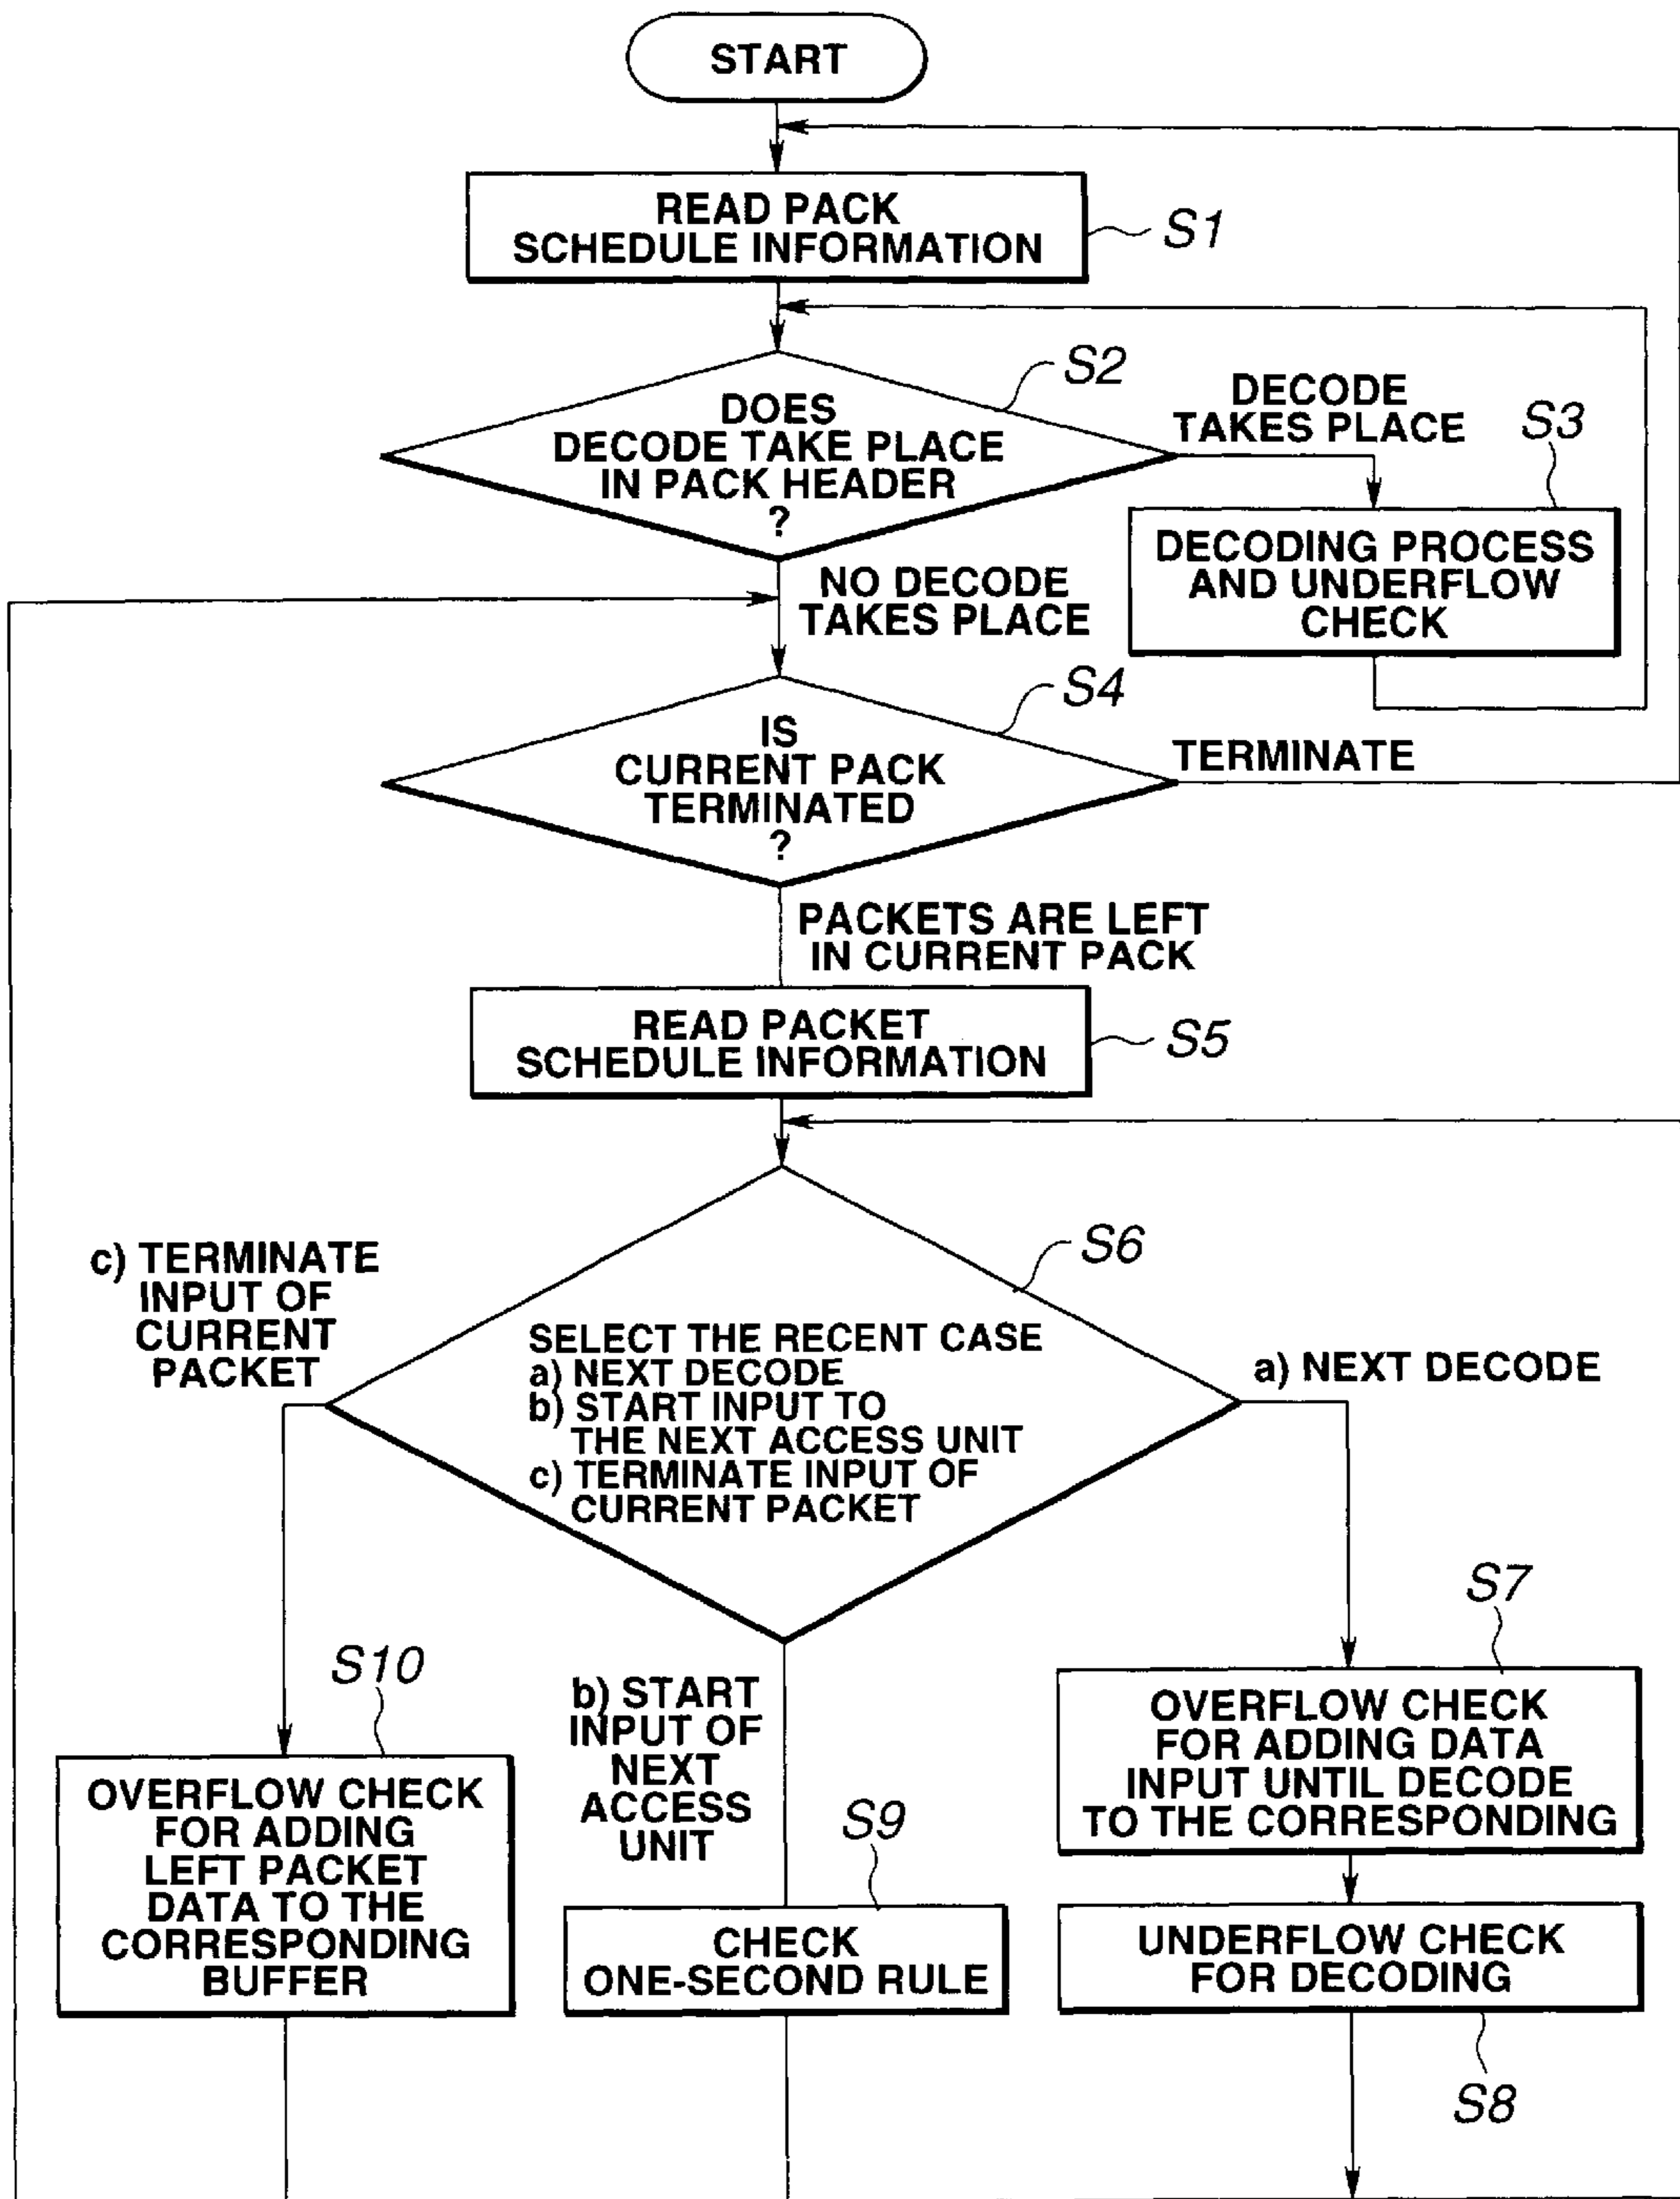 START
READ PACK
SCHEDULE INFORMATION
S1
S2
DOES
DECODE TAKE PLACE
IN PACK HEADER
?
DECODE
TAKES PLACE
S3
DECODING PROCESS
AND UNDERFLOW
CHECK
NO DECODE
TAKES PLACE
S4
IS
CURRENT PACK
TERMINATED
?
TERMINATE
PACKETS ARE LEFT
IN CURRENT PACK
READ PACKET
SCHEDULE INFORMATION
S5
c) TERMINATE
INPUT OF
CURRENT
PACKET
S6
SELECT THE RECENT CASE
a) NEXT DECODE
b) START INPUT TO
THE NEXT ACCESS UNIT
c) TERMINATE INPUT OF
CURRENT PACKET
a) NEXT DECODE
S10
OVERFLOW CHECK
FOR ADDING
LEFT PACKET
DATA TO THE
CORRESPONDING
BUFFER
b) START
INPUT OF
NEXT
ACCESS
UNIT
S9
CHECK
ONE-SECOND RULE
S7
OVERFLOW CHECK
FOR ADDING DATA
INPUT UNTIL DECODE
TO THE CORRESPONDING
UNDERFLOW CHECK
FOR DECODING
S8